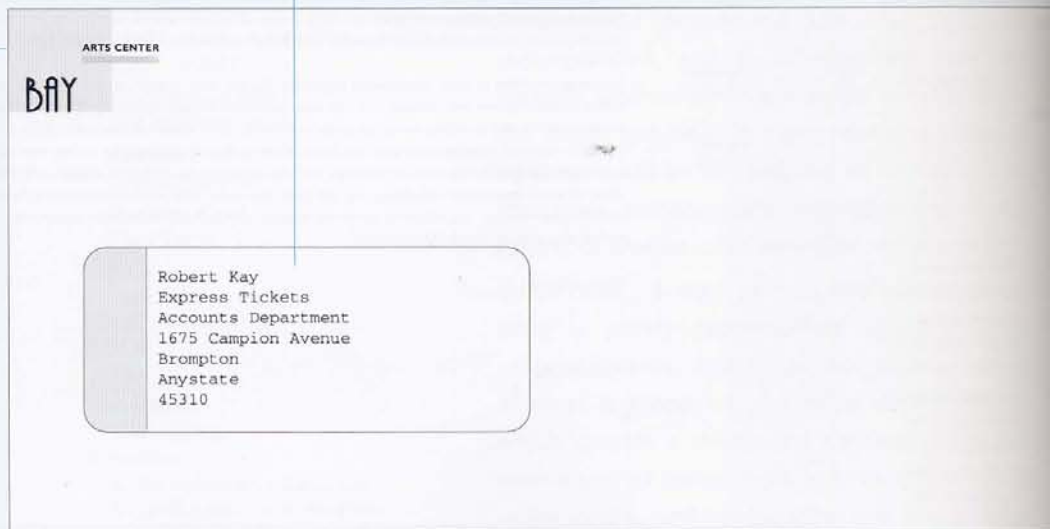 ARTS CENTER
BAY
Robert Kay
Express Tickets
Accounts Department
1675 Campion Avenue
Brompton
Anystate
45310